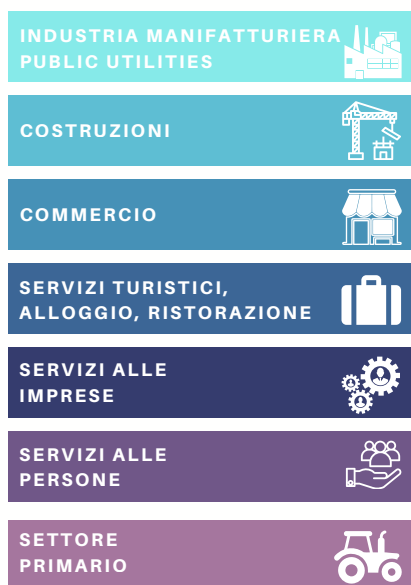 INDUSTRIA MANIFATTURIERA
PUBLIC UTILITIES
COSTRUZIONI
COMMERCIO
SERVIZI TURISTICI,
ALLOGGIO, RISTORAZIONE
SERVIZI ALLE
IMPRESE
SERVIZI ALLE
PERSONE
SETTORE
PRIMARIO